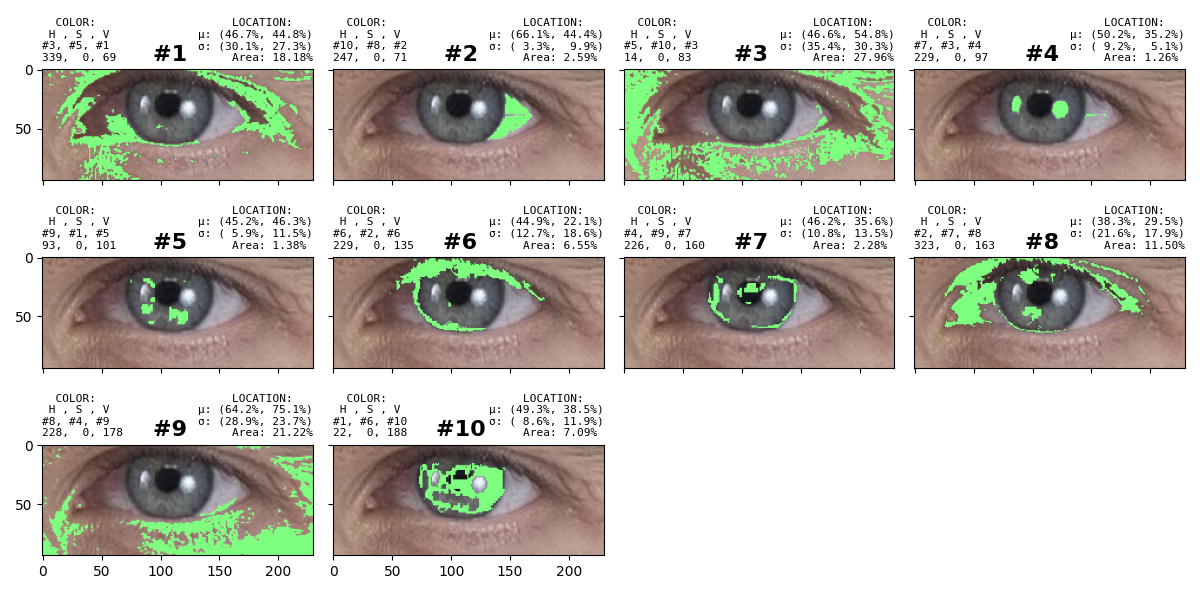 COLOR: LOCATION:
H , S , V μ: (46.7%, 44.8%)
#3, #5, #1 σ: (30.1%, 27.3%)
339,  0, 69 #1 Area: 18.18%
COLOR: LOCATION:
H , S , V μ: (66.1%, 44.4%)
#10, #8, #2 σ: ( 3.3%,  9.9%)
247,  0, 71 #2 Area: 2.59%
COLOR: LOCATION:
H , S , V μ: (46.6%, 54.8%)
#5, #10, #3 σ: (35.4%, 30.3%)
14,  0, 83 #3 Area: 27.96%
COLOR: LOCATION:
H , S , V μ: (50.2%, 35.2%)
#7, #3, #4 σ: ( 9.2%,  5.1%)
229,  0, 97 #4 Area: 1.26%
0
50
COLOR: LOCATION:
H , S , V μ: (45.2%, 46.3%)
#9, #1, #5 σ: ( 5.9%, 11.5%)
93,  0, 101 #5 Area: 1.38%
COLOR: LOCATION:
H , S , V μ: (44.9%, 22.1%)
#6, #2, #6 σ: (12.7%, 18.6%)
229,  0, 135 #6 Area: 6.55%
COLOR: LOCATION:
H , S , V μ: (46.2%, 35.6%)
#4, #9, #7 σ: (10.8%, 13.5%)
226,  0, 160 #7 Area: 2.28%
COLOR: LOCATION:
H , S , V μ: (38.3%, 29.5%)
#2, #7, #8 σ: (21.6%, 17.9%)
323,  0, 163 #8 Area: 11.50%
0
50
COLOR: LOCATION:
H , S , V μ: (64.2%, 75.1%)
#8, #4, #9 σ: (28.9%, 23.7%)
228,  0, 178 #9 Area: 21.22%
COLOR: LOCATION:
H , S , V μ: (49.3%, 38.5%)
#1, #6, #10 σ: ( 8.6%, 11.9%)
22,  0, 188 #10 Area: 7.09%
0
50
0 50 100 150 200
0 50 100 150 200